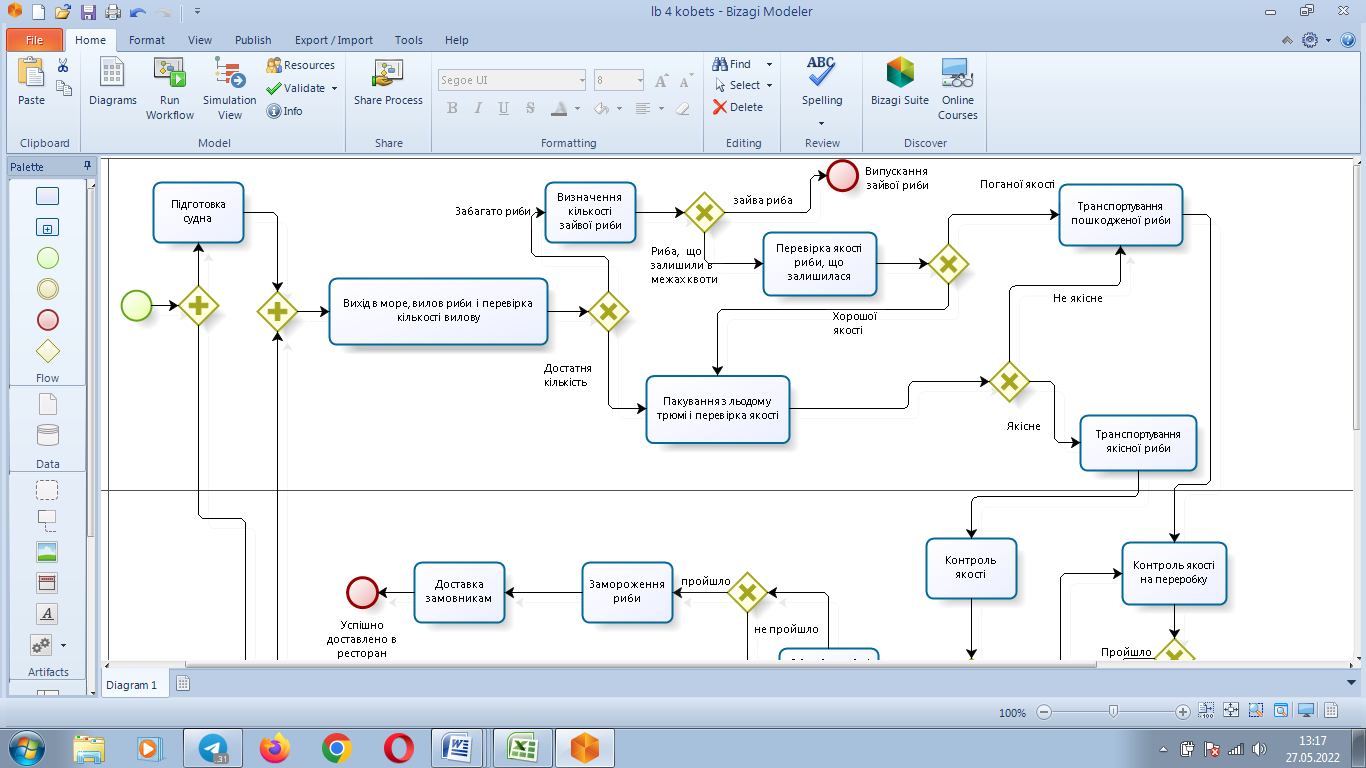 lb 4 kobets - Bizagi Modeler
File Home Format View Publish Export / Import Tools Help
Paste
Clipboard
Diagrams
Run
Workflow
Simulation
View
Resources
Validate
Info
Model
Share Process
Share
Segoe UI 8
B I U S A
Formatting
Find
Select
Delete
Editing
ABC
Spelling
Review
Bizagi Suite
Online
Courses
Discover
Palette
Flow
Data
A
Artifacts
Підготовка
судна
Вихід в море, вилов риби і перевірка
кількості вилову
Забагато риби
Визначення
кількості
зайвої риби
зайва риба
Випускання
зайвої риби
Риба, що
залишили в
межах квоти
Перевірка якості
риби, що
залишилася
Поганої якості
Транспортування
пошкодженої риби
Хорошої
якості
Не якісне
Достатня
кількість
Пакування з льодому
трюмі і перевірка якості
Якісне
Транспортування
якісної риби
Контроль
якості
Контроль якості
на переробку
Пройшло
Успішно
доставлено в
ресторан
Доставка
замовникам
Замороження
риби
пройшло
не пройшло
Diagram 1
100%
.31
13:17
27.05.2022